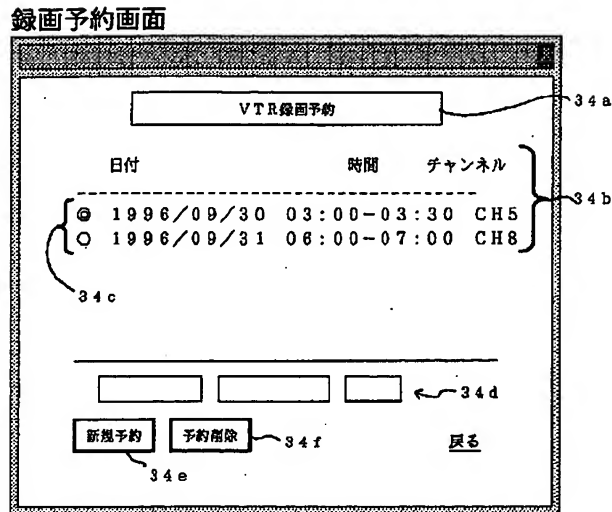 録画予約画面
VTR録画予約
34a
日付 時間 チャンネル
34b
◎ 1996/09/30 03:00-03:30 CH5
○ 1996/09/31 06:00-07:00 CH8
34c
34d
新規予約 予約削除 34f 戻る
34e